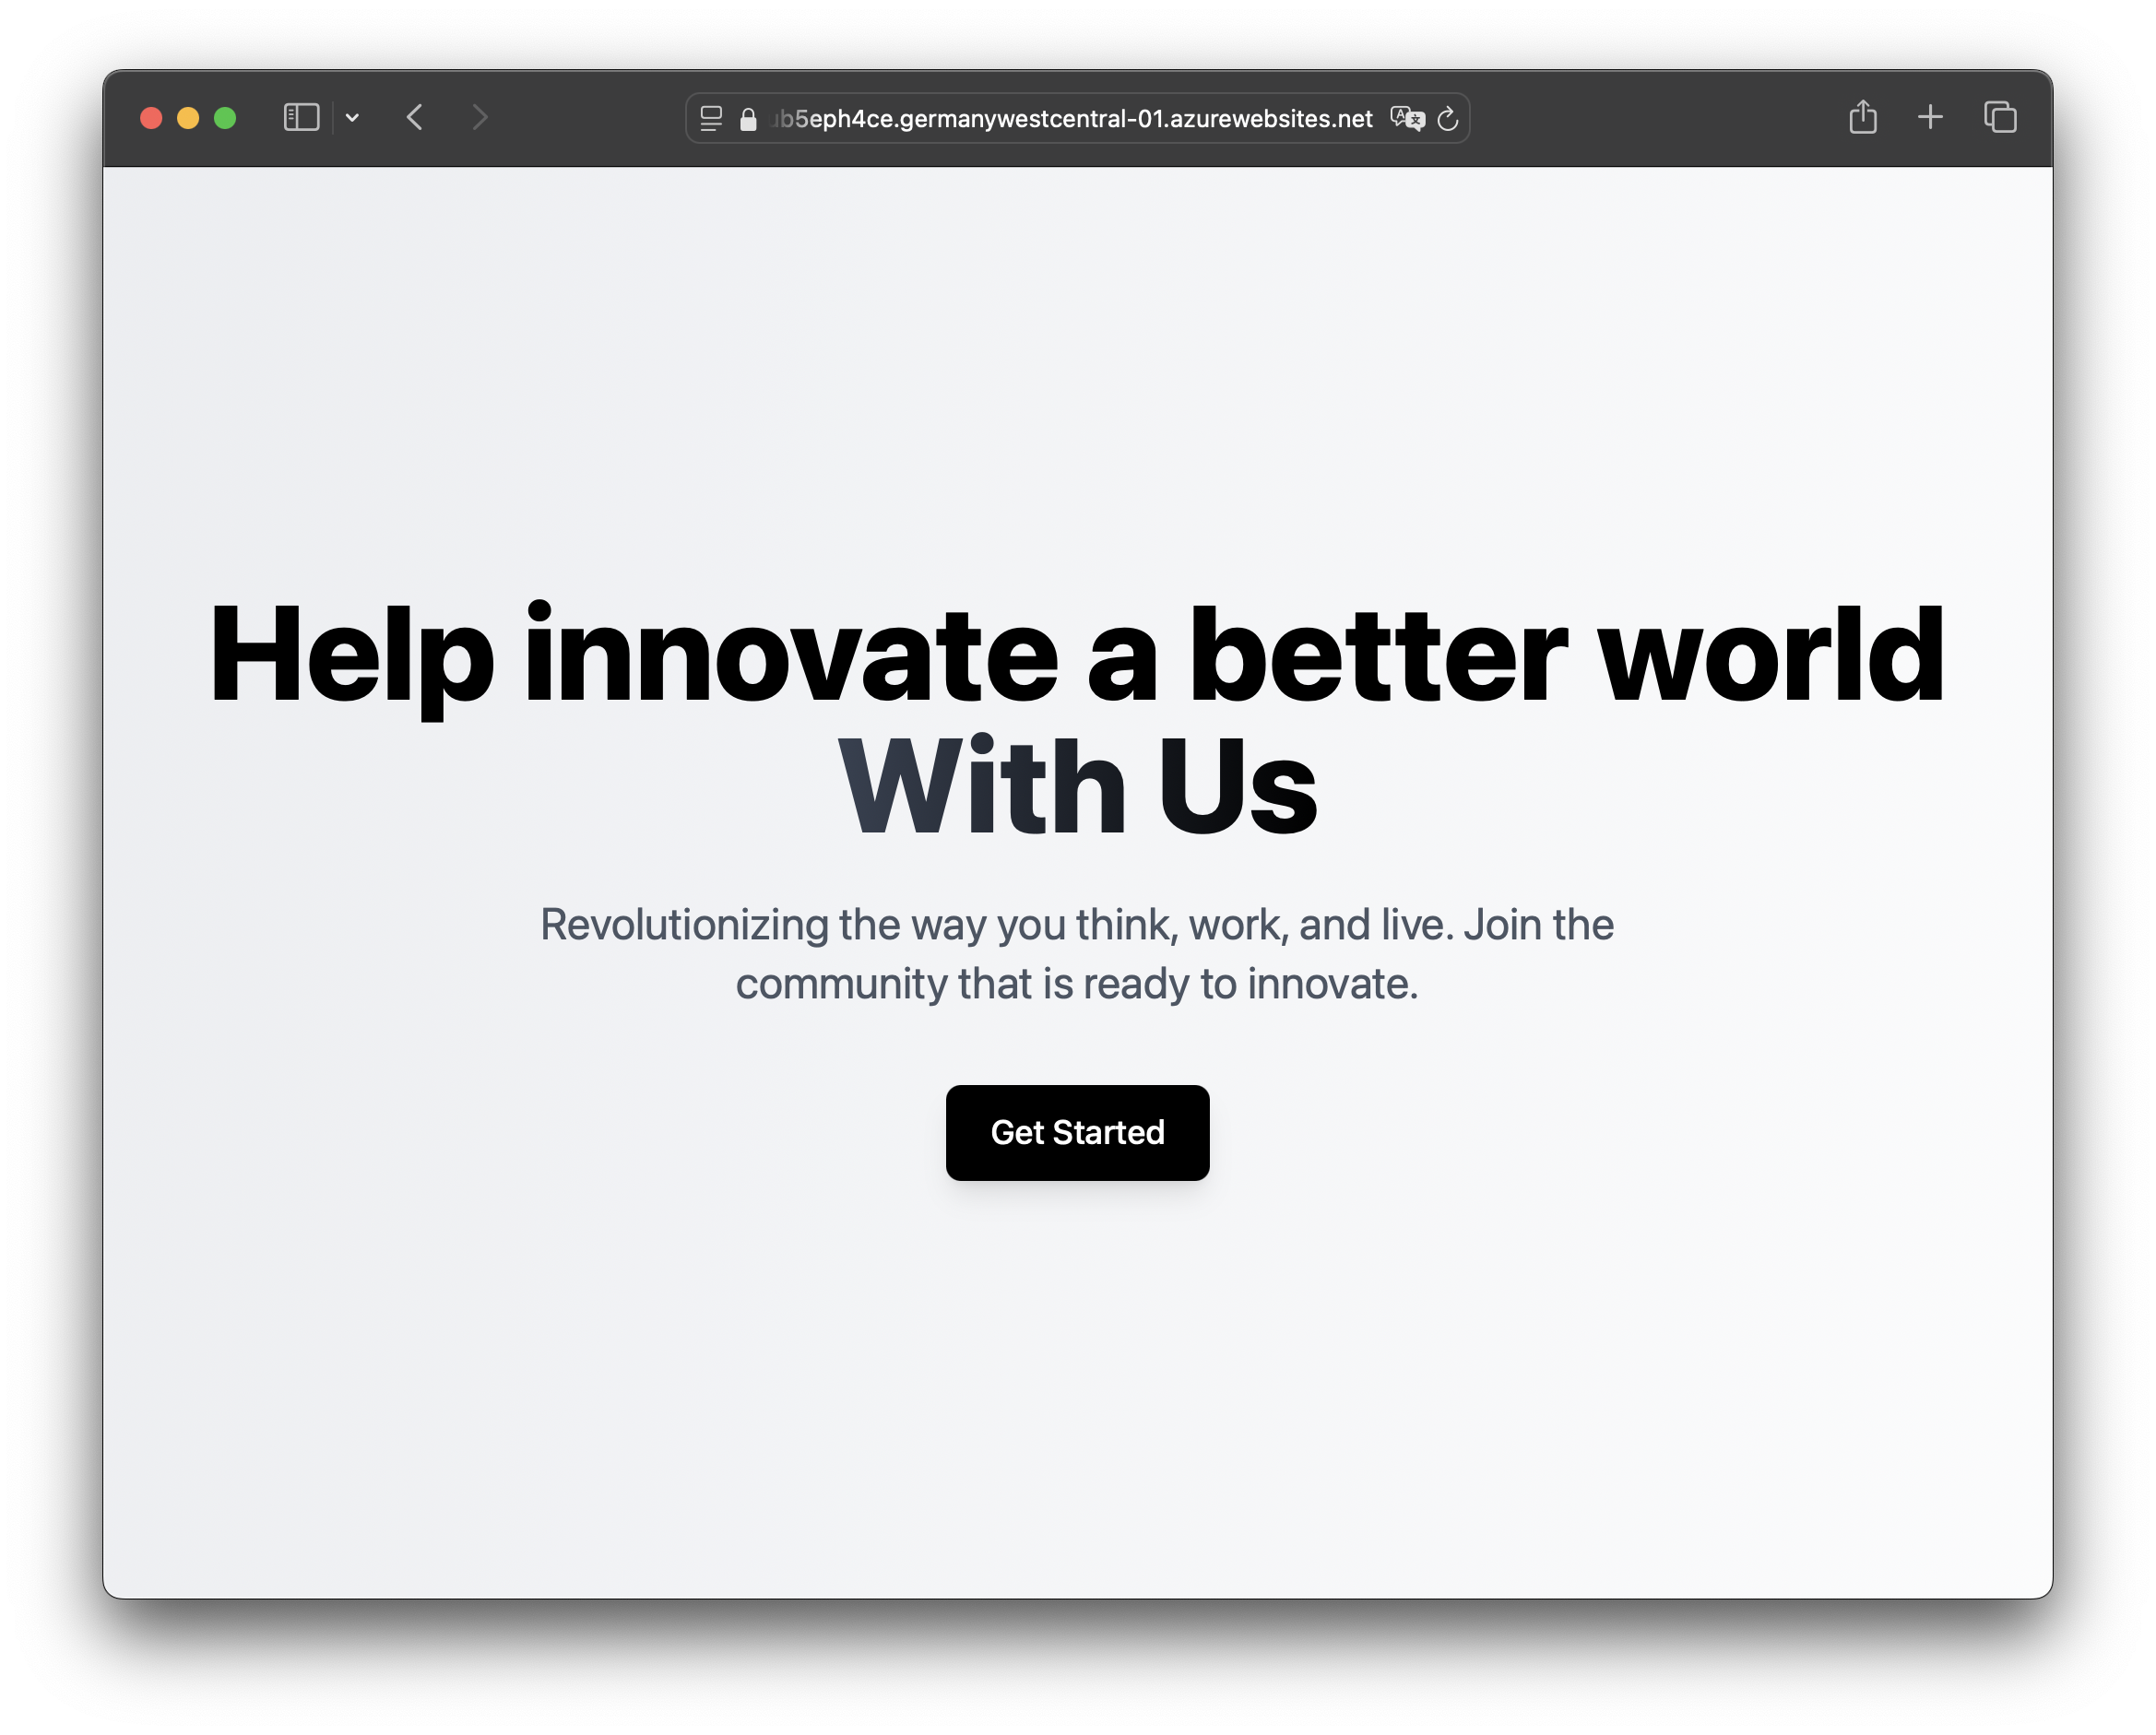 ub5eph4ce.germanywestcentral-01.azurewebsites.net
Help innovate a better world
With Us
Revolutionizing the way you think, work, and live. Join the
community that is ready to innovate.
Get Started